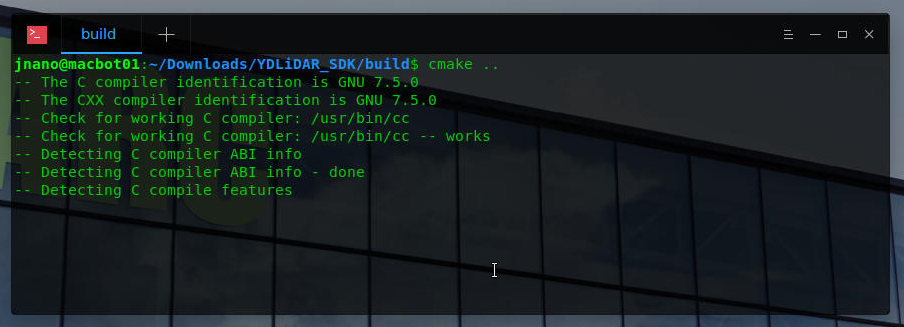 build
jnano@macbot01:~/Downloads/YDLiDAR_SDK/build$ cmake ..
-- The C compiler identification is GNU 7.5.0
-- The CXX compiler identification is GNU 7.5.0
-- Check for working C compiler: /usr/bin/cc
-- Check for working C compiler: /usr/bin/cc -- works
-- Detecting C compiler ABI info
-- Detecting C compiler ABI info - done
-- Detecting C compile features